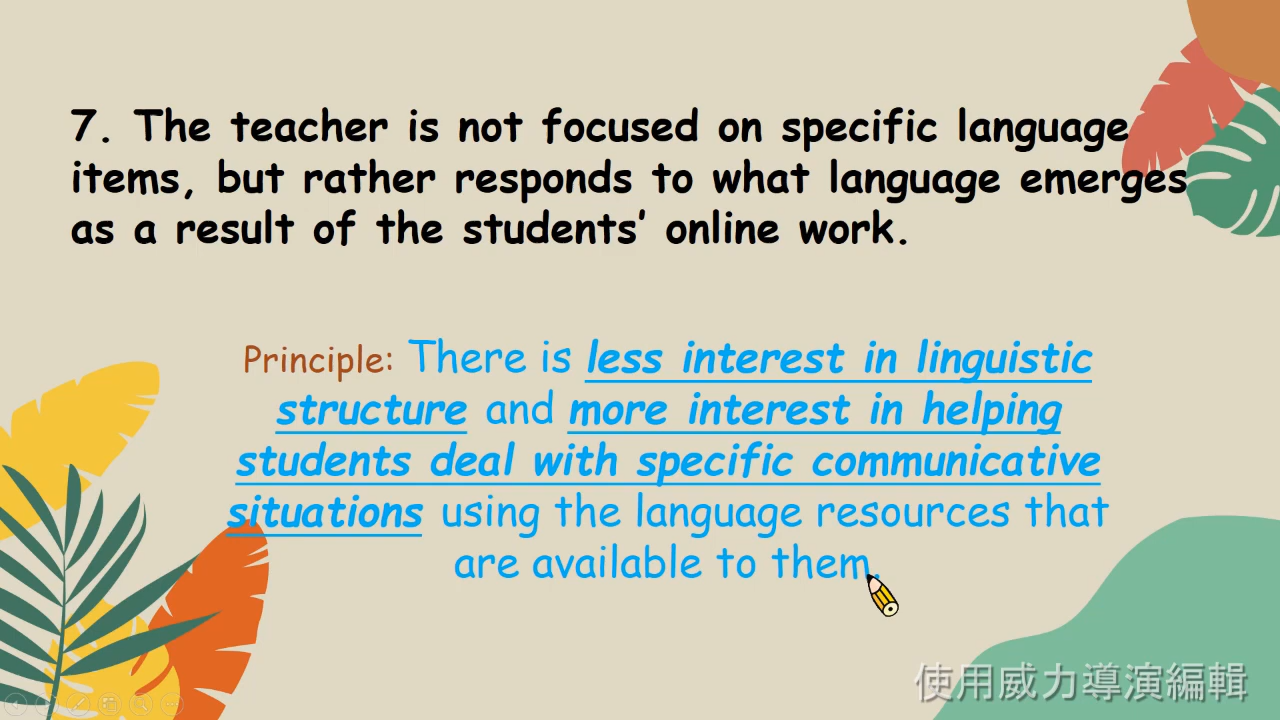 7. The teacher is not focused on specific language
items, but rather responds to what language emerges
as a result of the students’ online work.
Principle: There is less interest in linguistic
structure and more interest in helping
students deal with specific communicative
situations using the language resources that
are available to them.
使用威力導演編輯